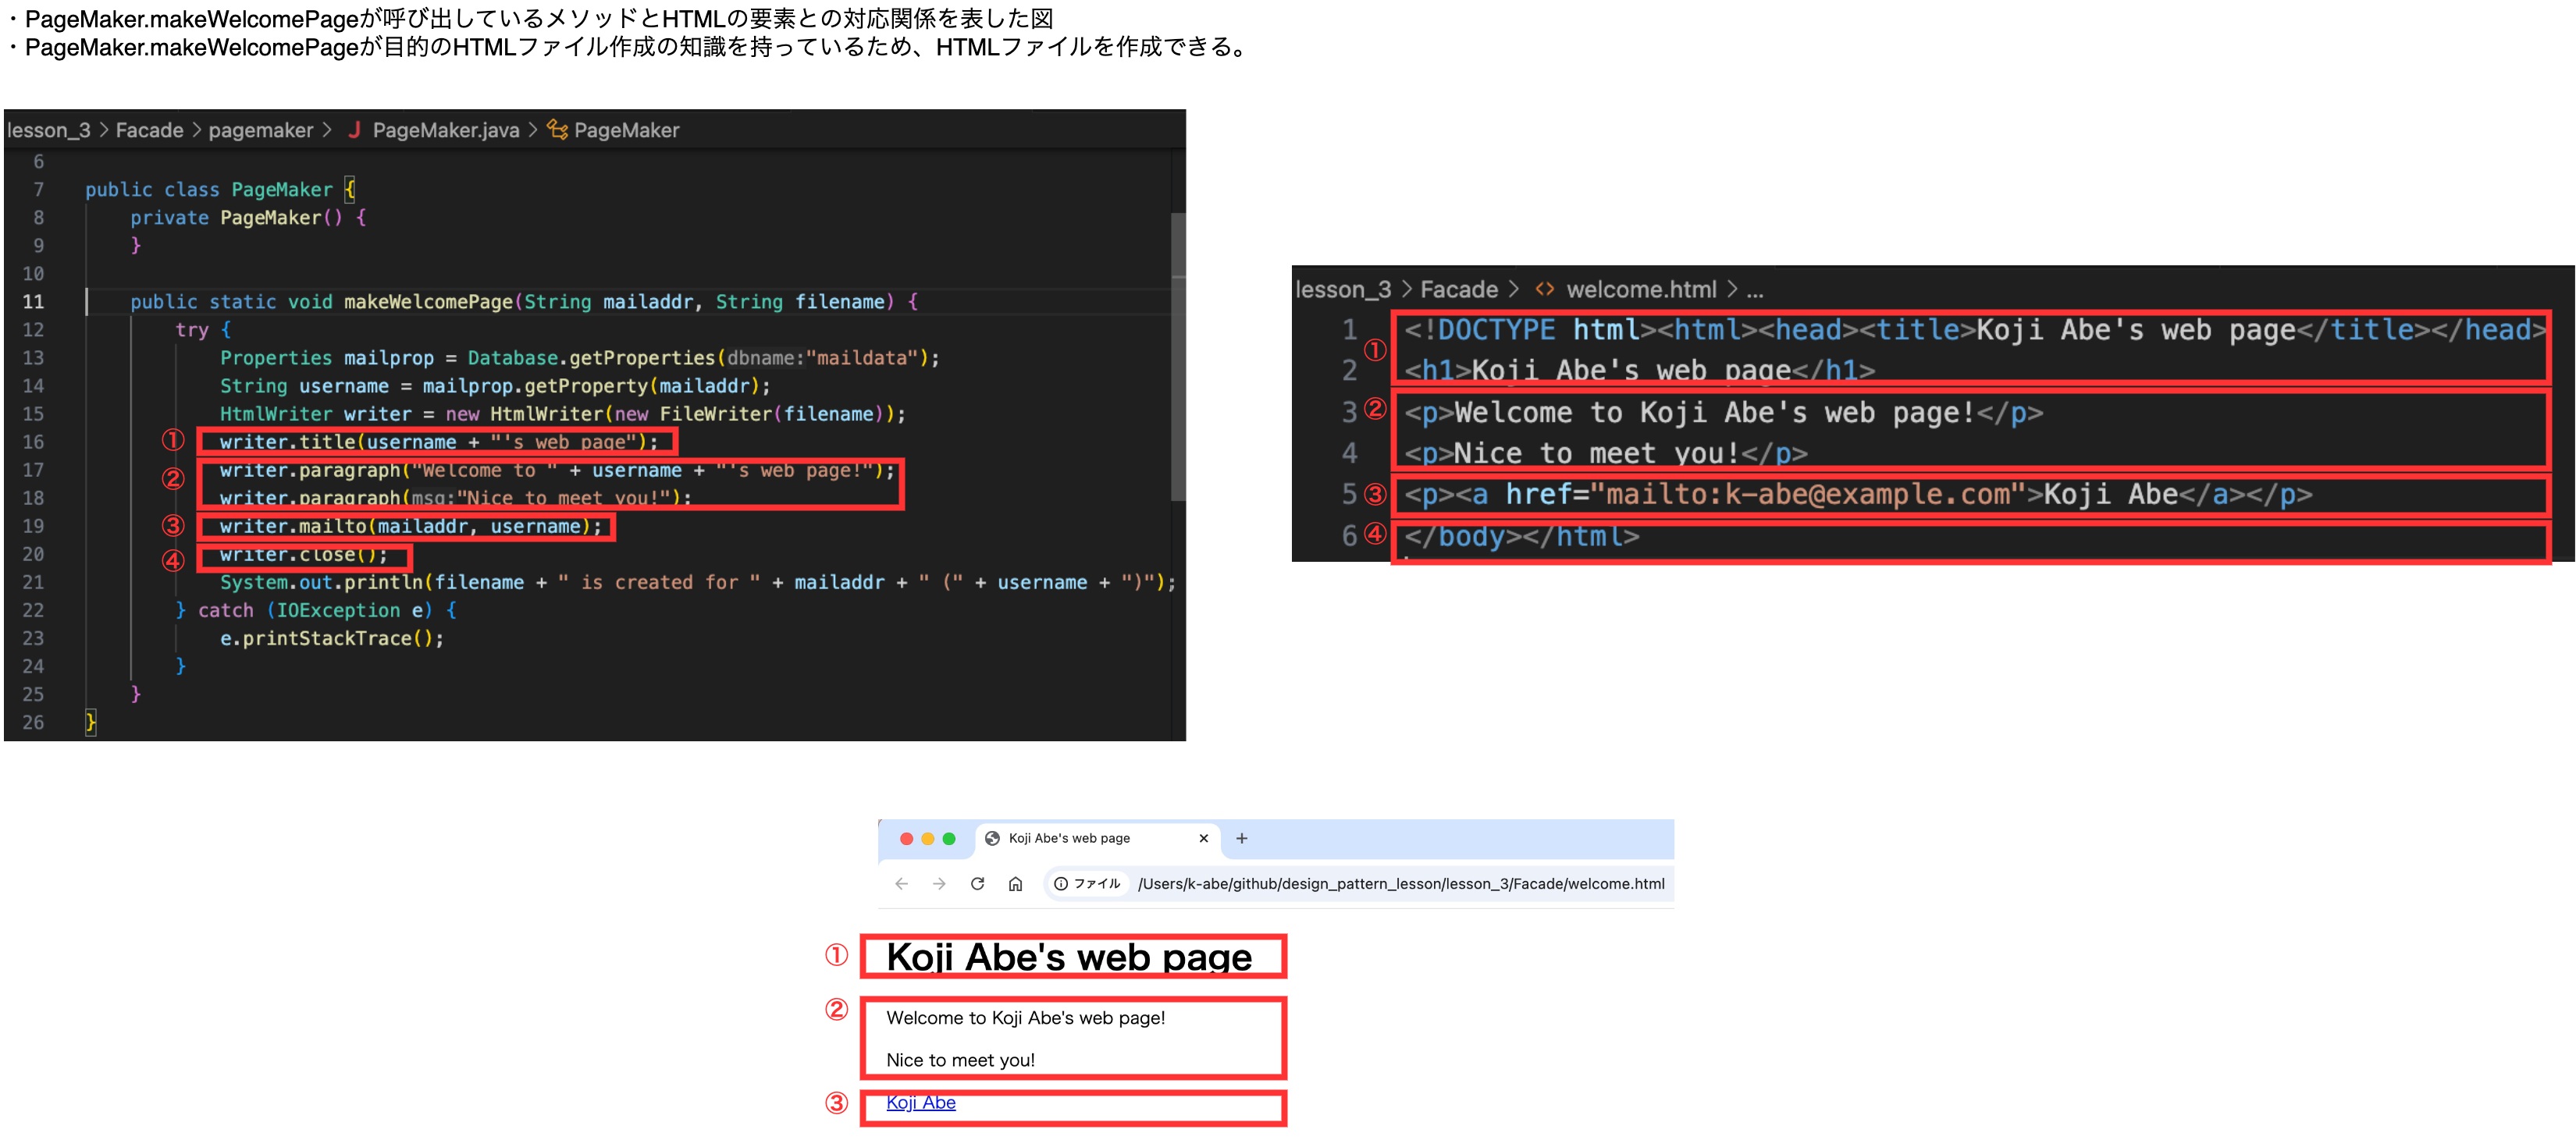 ・PageMaker.makeWelcomePageが呼び出しているメソッドとHTMLの要素との対応関係を表した図
・PageMaker.makeWelcomePageが目的のHTMLファイル作成の知識を持っているため、HTMLファイルを作成できる。
lesson_3 > Facade > pagemaker > J PageMaker.java > PageMaker
6
7 public class PageMaker {
8 private PageMaker() {
9 }
10
11 public static void makeWelcomePage(String mailaddr, String filename) {
12 try {
13 Properties mailprop = Database.getProperties(dbname:"maildata");
14 String username = mailprop.getProperty(mailaddr);
15 HtmlWriter writer = new HtmlWriter(new FileWriter(filename));
① 16 writer.title(username + "'s web page");
② 17 writer.paragraph("Welcome to " + username + "'s web page!");
18 writer.paragraph(msg:"Nice to meet you!");
③ 19 writer.mailto(mailaddr, username);
④ 20 writer.close();
21 System.out.println(filename + " is created for " + mailaddr + " (" + username + ")");
22 } catch (IOException e) {
23 e.printStackTrace();
24 }
25 }
26 }
lesson_3 > Facade > <> welcome.html > ...
① 1 <!DOCTYPE html><html><head><title>Koji Abe's web page</title></head>
2 <h1>Koji Abe's web page</h1>
② 3 <p>Welcome to Koji Abe's web page!</p>
4 <p>Nice to meet you!</p>
③ 5 <p><a href="mailto:k-abe@example.com">Koji Abe</a></p>
④ 6 </body></html>
Koji Abe's web page
ファイル /Users/k-abe/github/design_pattern_lesson/lesson_3/Facade/welcome.html
① Koji Abe's web page
② Welcome to Koji Abe's web page!
Nice to meet you!
③ Koji Abe